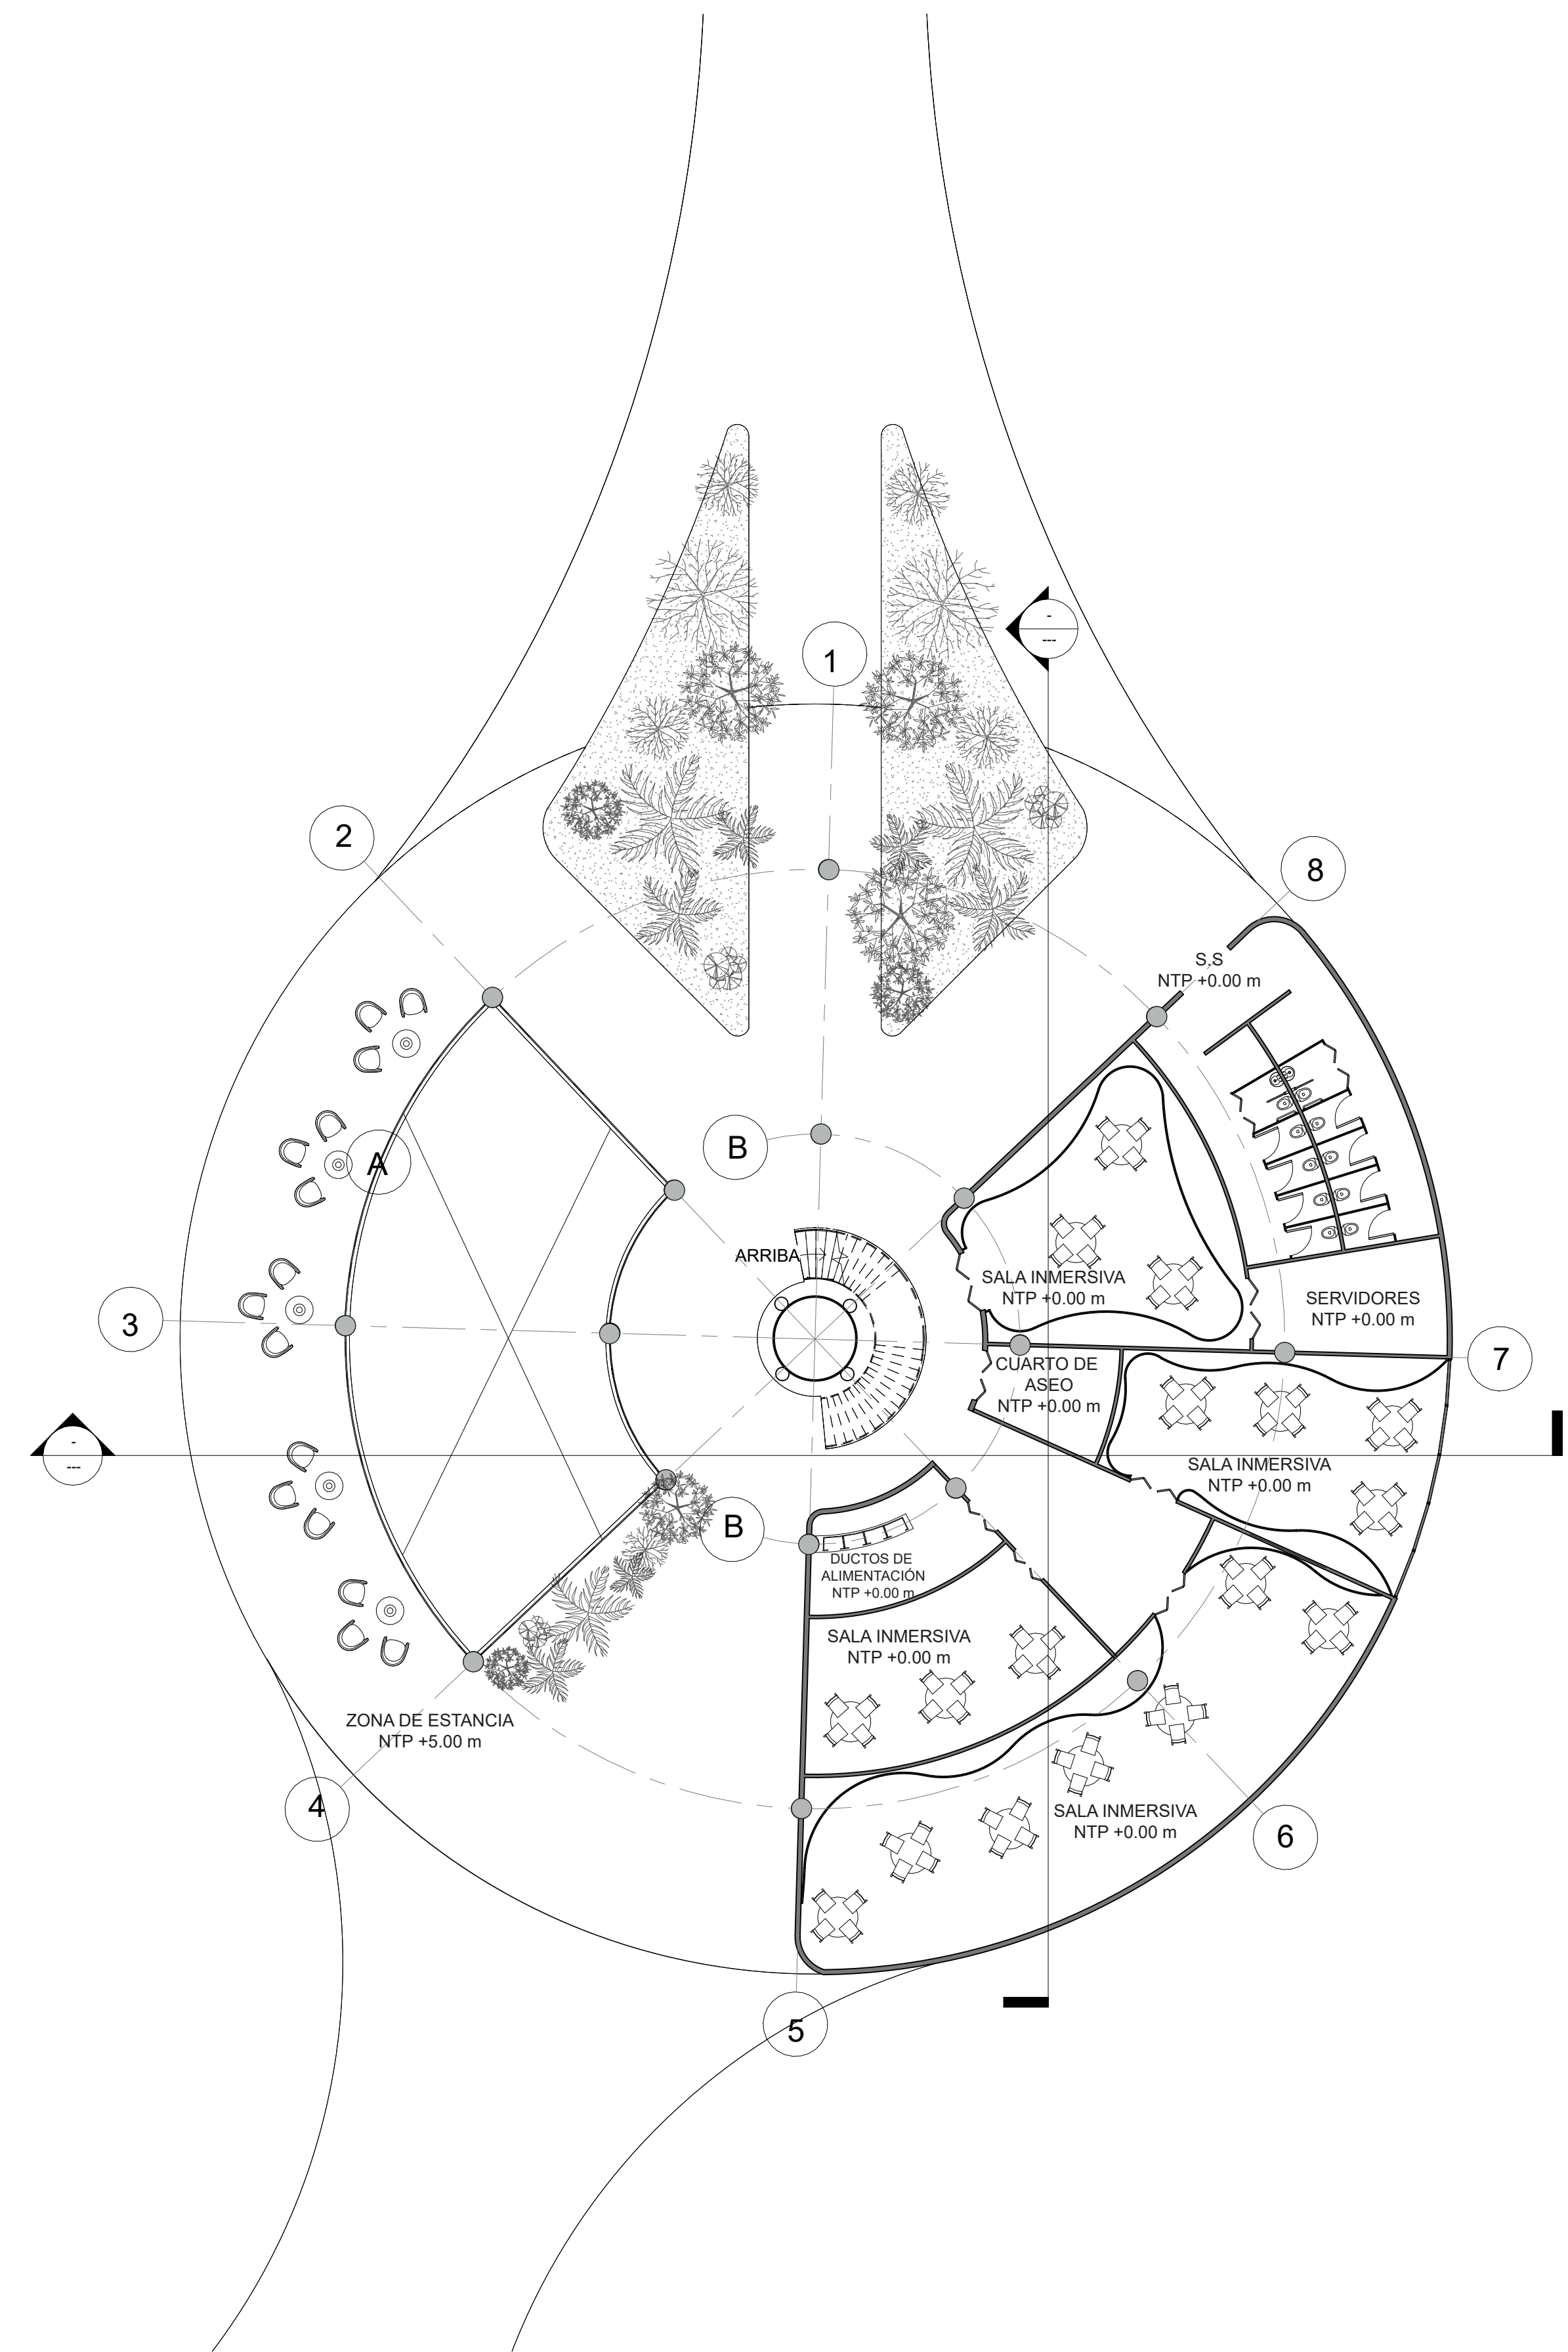 -
---
1
2
8
S,S
NTP +0.00 m
B
A
ARRIBA
SALA INMERSIVA
NTP +0.00 m
SERVIDORES
NTP +0.00 m
3
7
CUARTO DE
ASEO
NTP +0.00 m
-
---
SALA INMERSIVA
NTP +0.00 m
B
DUCTOS DE
ALIMENTACIÓN
NTP +0.00 m
SALA INMERSIVA
NTP +0.00 m
ZONA DE ESTANCIA
NTP +5.00 m
4
SALA INMERSIVA
NTP +0.00 m
6
5